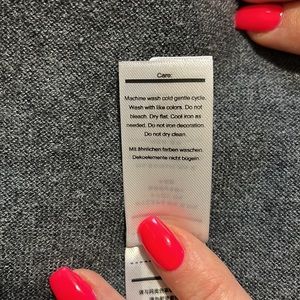 Care:
Machine wash cold gentle cycle.
Wash with like colors. Do not
bleach. Dry flat. Cool iron as
needed. Do not iron decoration.
Do not dry clean.
Mit ähnlichen farben waschen.
Dekoelemente nicht bügeln.